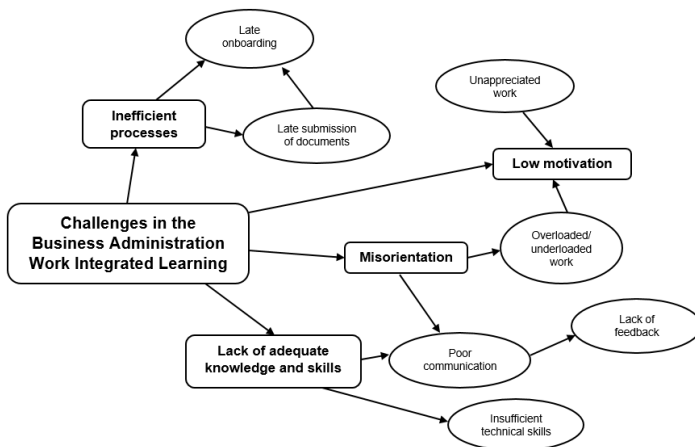 Late
onboarding
Unappreciated
work
Inefficient
processes
Late submission
of documents
Low motivation
Challenges in the
Business Administration
Work Integrated Learning
Misorientation
Overloaded/
underloaded
work
Lack of
feedback
Lack of adequate
knowledge and skills
Poor
communication
Insufficient
technical skills